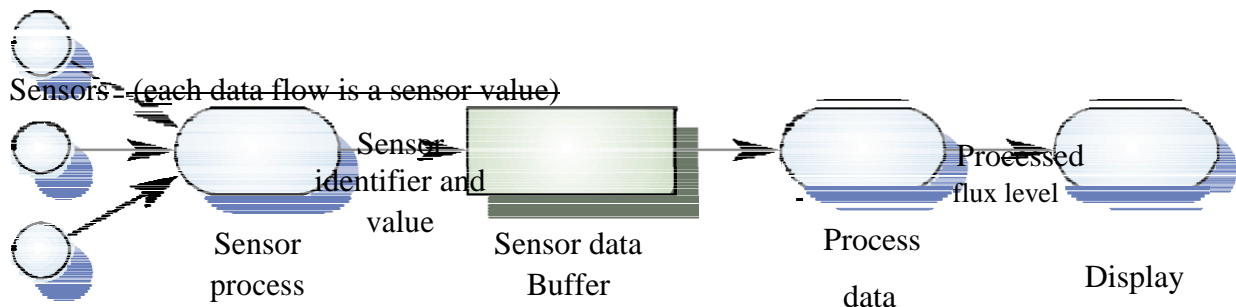 Sensors (each data flow is a sensor value)
Sensor
identifier and
value
Processed
flux level
Sensor
process
Sensor data
Buffer
Process
data
Display